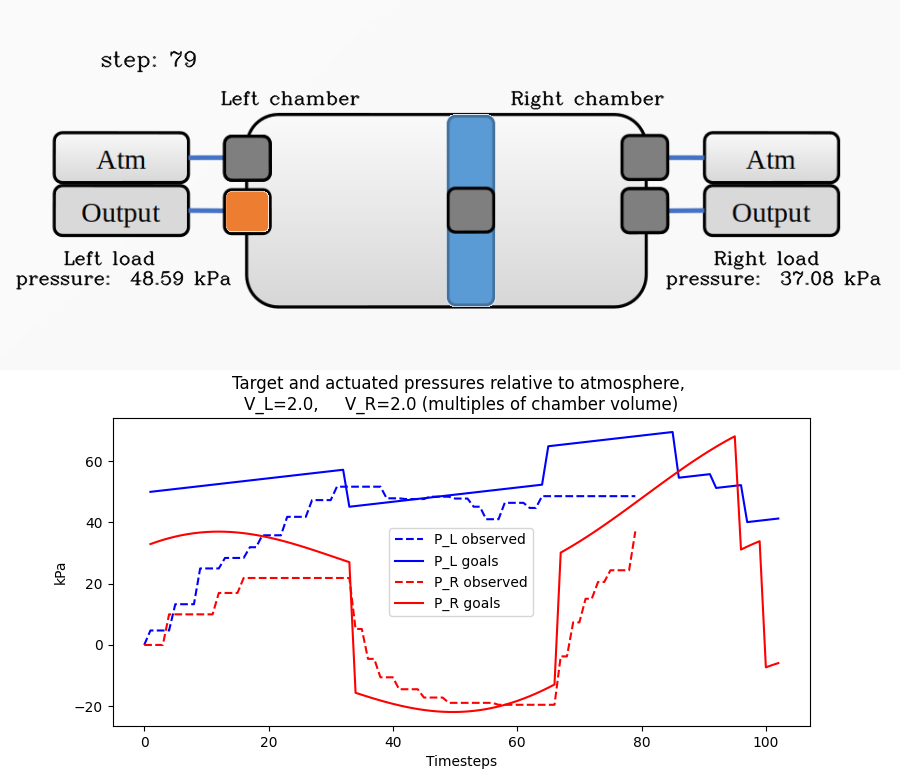 step: 79
Left chamber
Right chamber
Atm
Atm
Output
Output
Left load
pressure: 48.59 kPa
Right load
pressure: 37.08 kPa
Target and actuated pressures relative to atmosphere,
V_L=2.0, V_R=2.0 (multiples of chamber volume)
kPa
60
40
20
0
−20
P_L observed
P_L goals
P_R observed
P_R goals
0 20 40 60 80 100
Timesteps